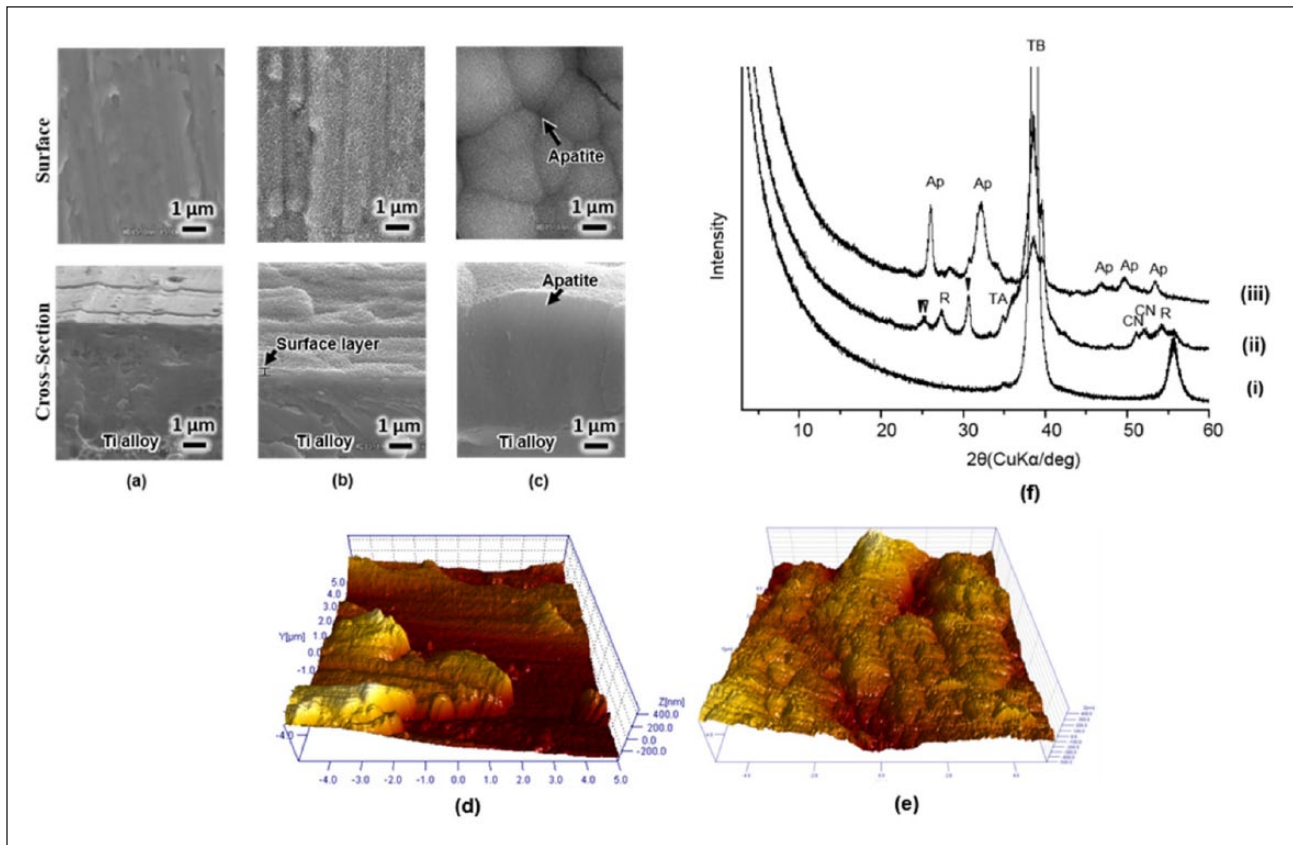 Surface
1 μm
1 μm
Apatite
1 μm
Cross-Section
Ti alloy
1 μm
Surface layer
Ti alloy
1 μm
Apatite
1 μm
(a)
(b)
(c)
TB
Ap
Ap
Ap
Ap
Ap
(iii)
R
TA
CN
CN
R
(ii)
(i)
Intensity
10
20
30
40
50
60
2θ(CuKα/deg)
(f)
5.0
4.0
3.0
2.0
1.0
0.0
-1.0
-4.0
Y[μm]
Z[nm]
400.0
200.0
0.0
-200.0
-4.0 -3.0 -2.0 -1.0 0.0 1.0 2.0 3.0 4.0 5.0
(d)
(e)